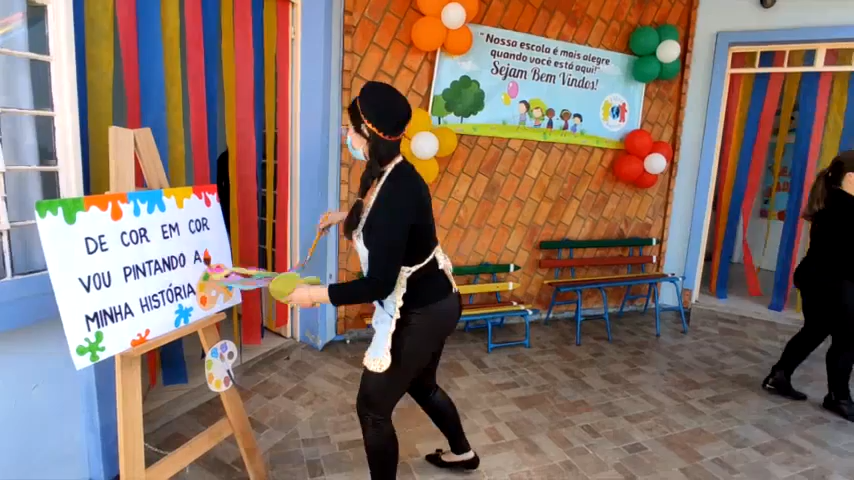 DE COR EM COR
VOU PINTANDO A
MINHA HISTÓRIA
"Nossa escola é mais alegre
quando você está aqui!"
Sejam Bem Vindos!